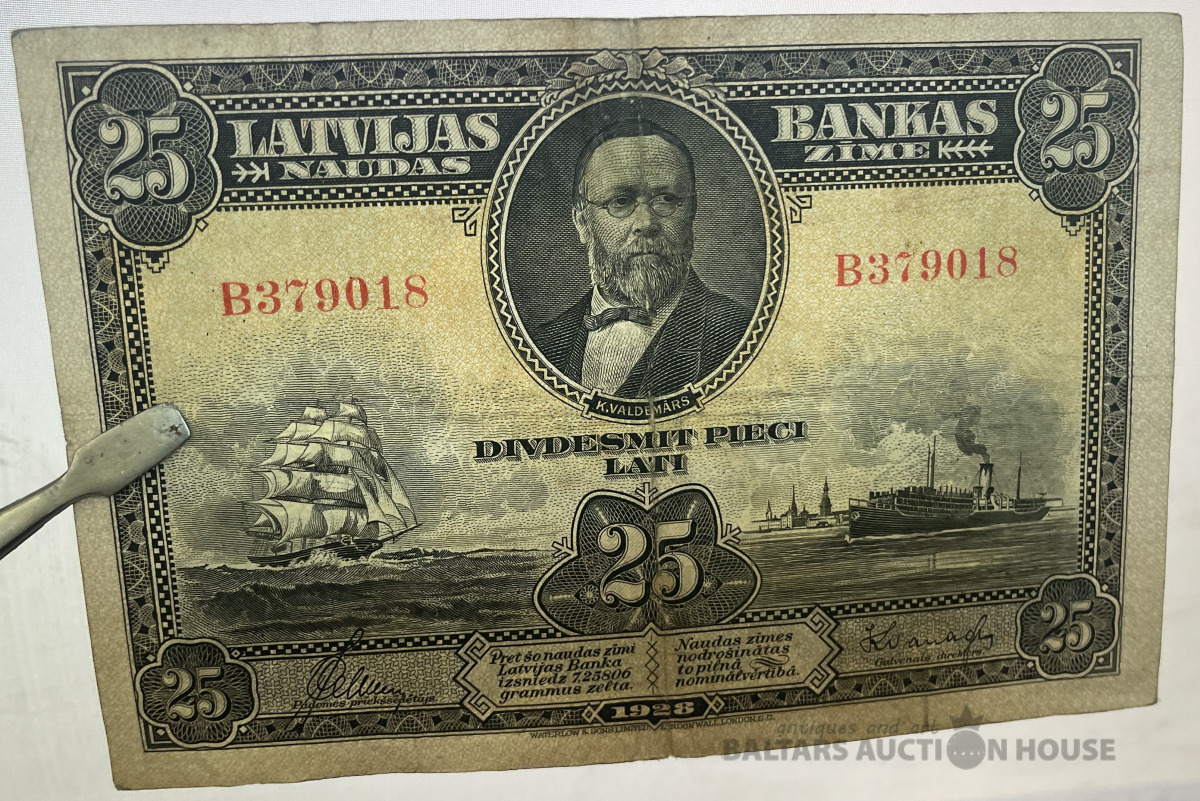 25
LATVIJAS
NAUDAS
BANKAS
ZĪME
25
B379018
B379018
K.VALDEMĀRS
DIVDESMIT PIECI
LATI
25
Pret šo naudas zīmi
Latvijas Banka
izsniedz 7,25806
grammus zelta.
Naudas zīmes
nodrošinātas
to pilnā
nominālvērtībā.
25
Padomes priekšsēdētājs.
Galvenais direktors
25
1928
WATERLOW & SONS LIMITED, LONDON WALL, LONDON, E.C.
antiques and art
BALTARS AUCTION HOUSE